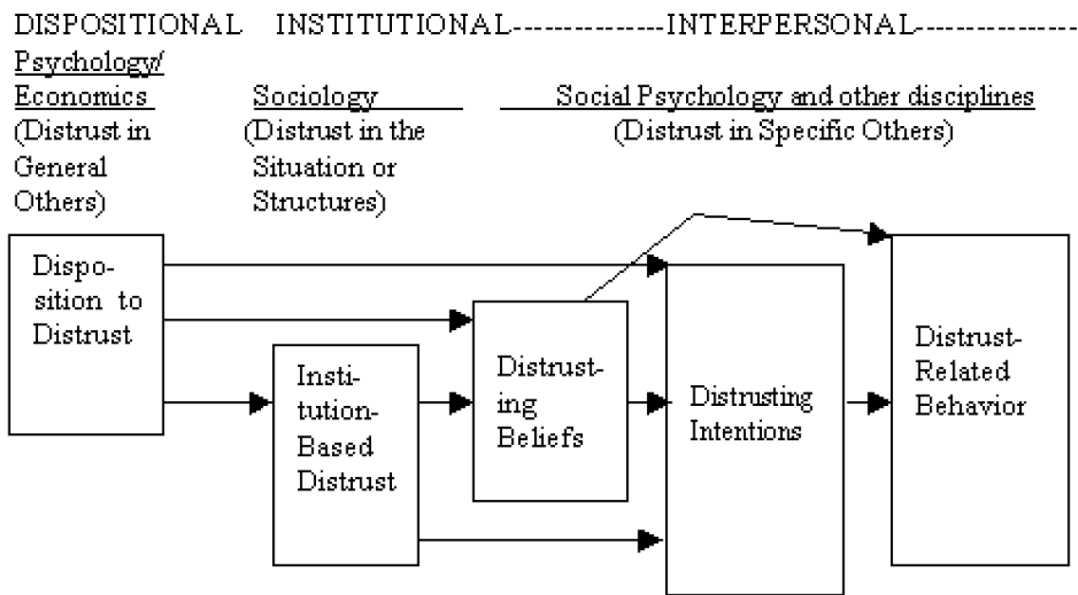 DISPOSITIONAL INSTITUTIONAL---------------INTERPERSONAL----------------
Psychology/
Economics Sociology Social Psychology and other disciplines
(Distrust in (Distrust in the (Distrust in Specific Others)
General Situation or
Others) Structures)
Dispo-
sition to
Distrust
Insti-
tution-
Based
Distrust
Distrust-
ing
Beliefs
Distrusting
Intentions
Distrust-
Related
Behavior